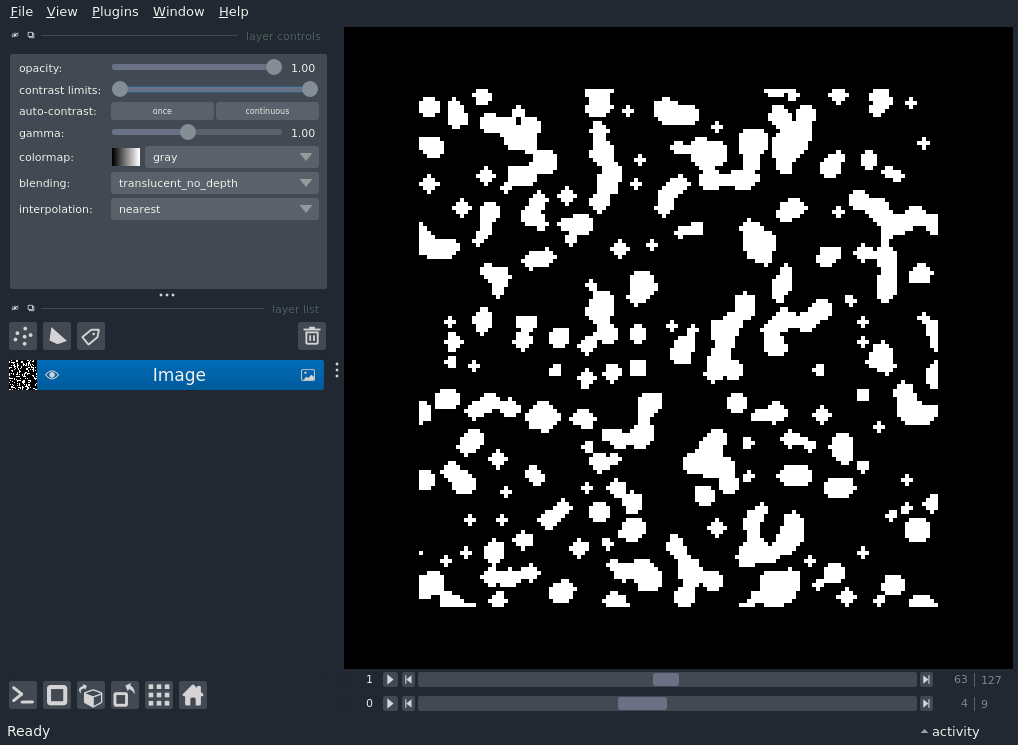 File View Plugins Window Help
layer controls
opacity: 1.00
contrast limits:
auto-contrast: once continuous
gamma: 1.00
colormap: gray
blending: translucent_no_depth
interpolation: nearest
layer list
Image
1 63 127
0 4 9
Ready activity